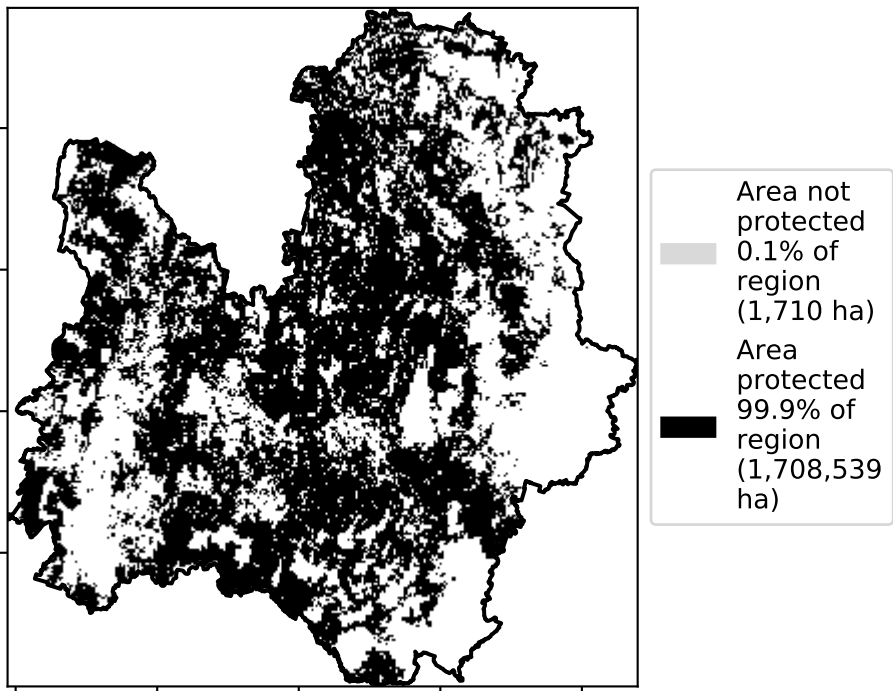 Area not
protected
0.1% of
region
(1,710 ha)
Area
protected
99.9% of
region
(1,708,539
ha)